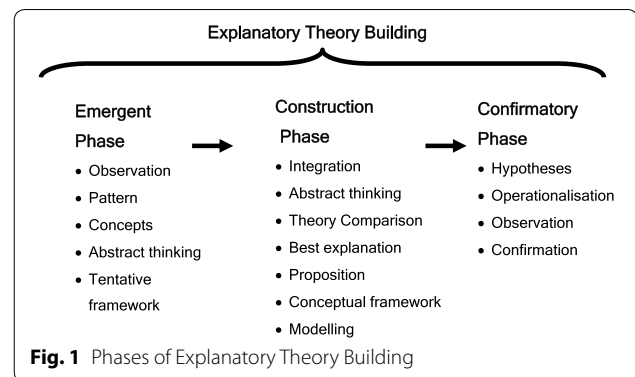 Explanatory Theory Building
Emergent
Phase
• Observation
• Pattern
• Concepts
• Abstract thinking
• Tentative
framework
Construction
Phase
• Integration
• Abstract thinking
• Theory Comparison
• Best explanation
• Proposition
• Conceptual framework
• Modelling
Confirmatory
Phase
• Hypotheses
• Operationalisation
• Observation
• Confirmation
Fig. 1 Phases of Explanatory Theory Building